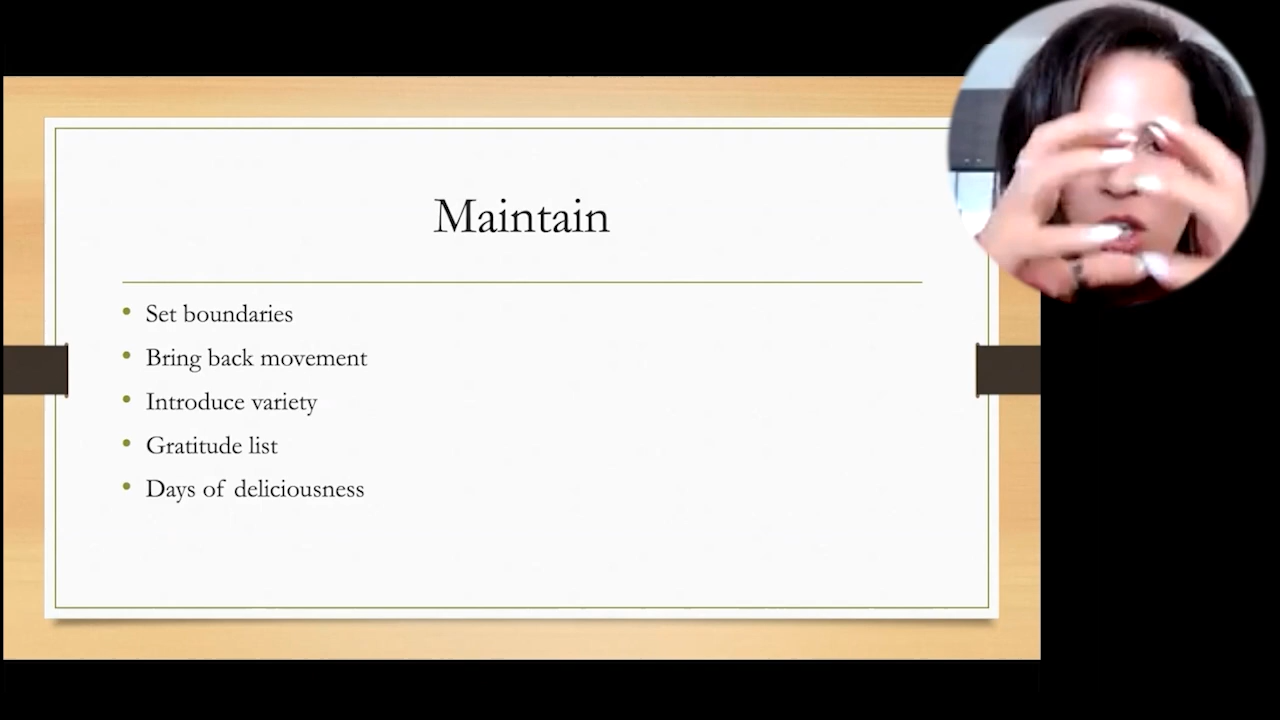 Maintain
Set boundaries
Bring back movement
Introduce variety
Gratitude list
Days of deliciousness